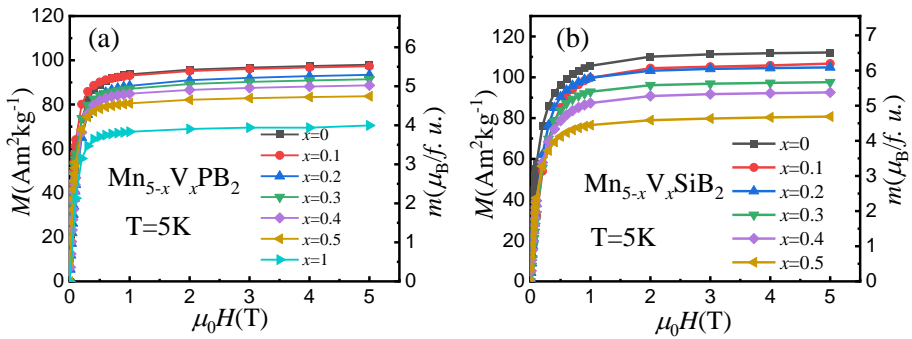 (a)
M(Am²kg⁻¹)
120
100
80
60
40
20
0
0 1 2 3 4 5
μ₀H(T)
6
5
4
3
2
1
0
m(μB/f. u.)
Mn₅₋ₓVₓPB₂
T=5K
x=0
x=0.1
x=0.2
x=0.3
x=0.4
x=0.5
x=1
(b)
M(Am²kg⁻¹)
120
100
80
60
40
20
0
0 1 2 3 4 5
μ₀H(T)
7
6
5
4
3
2
1
0
m(μB/f. u.)
Mn₅₋ₓVₓSiB₂
T=5K
x=0
x=0.1
x=0.2
x=0.3
x=0.4
x=0.5